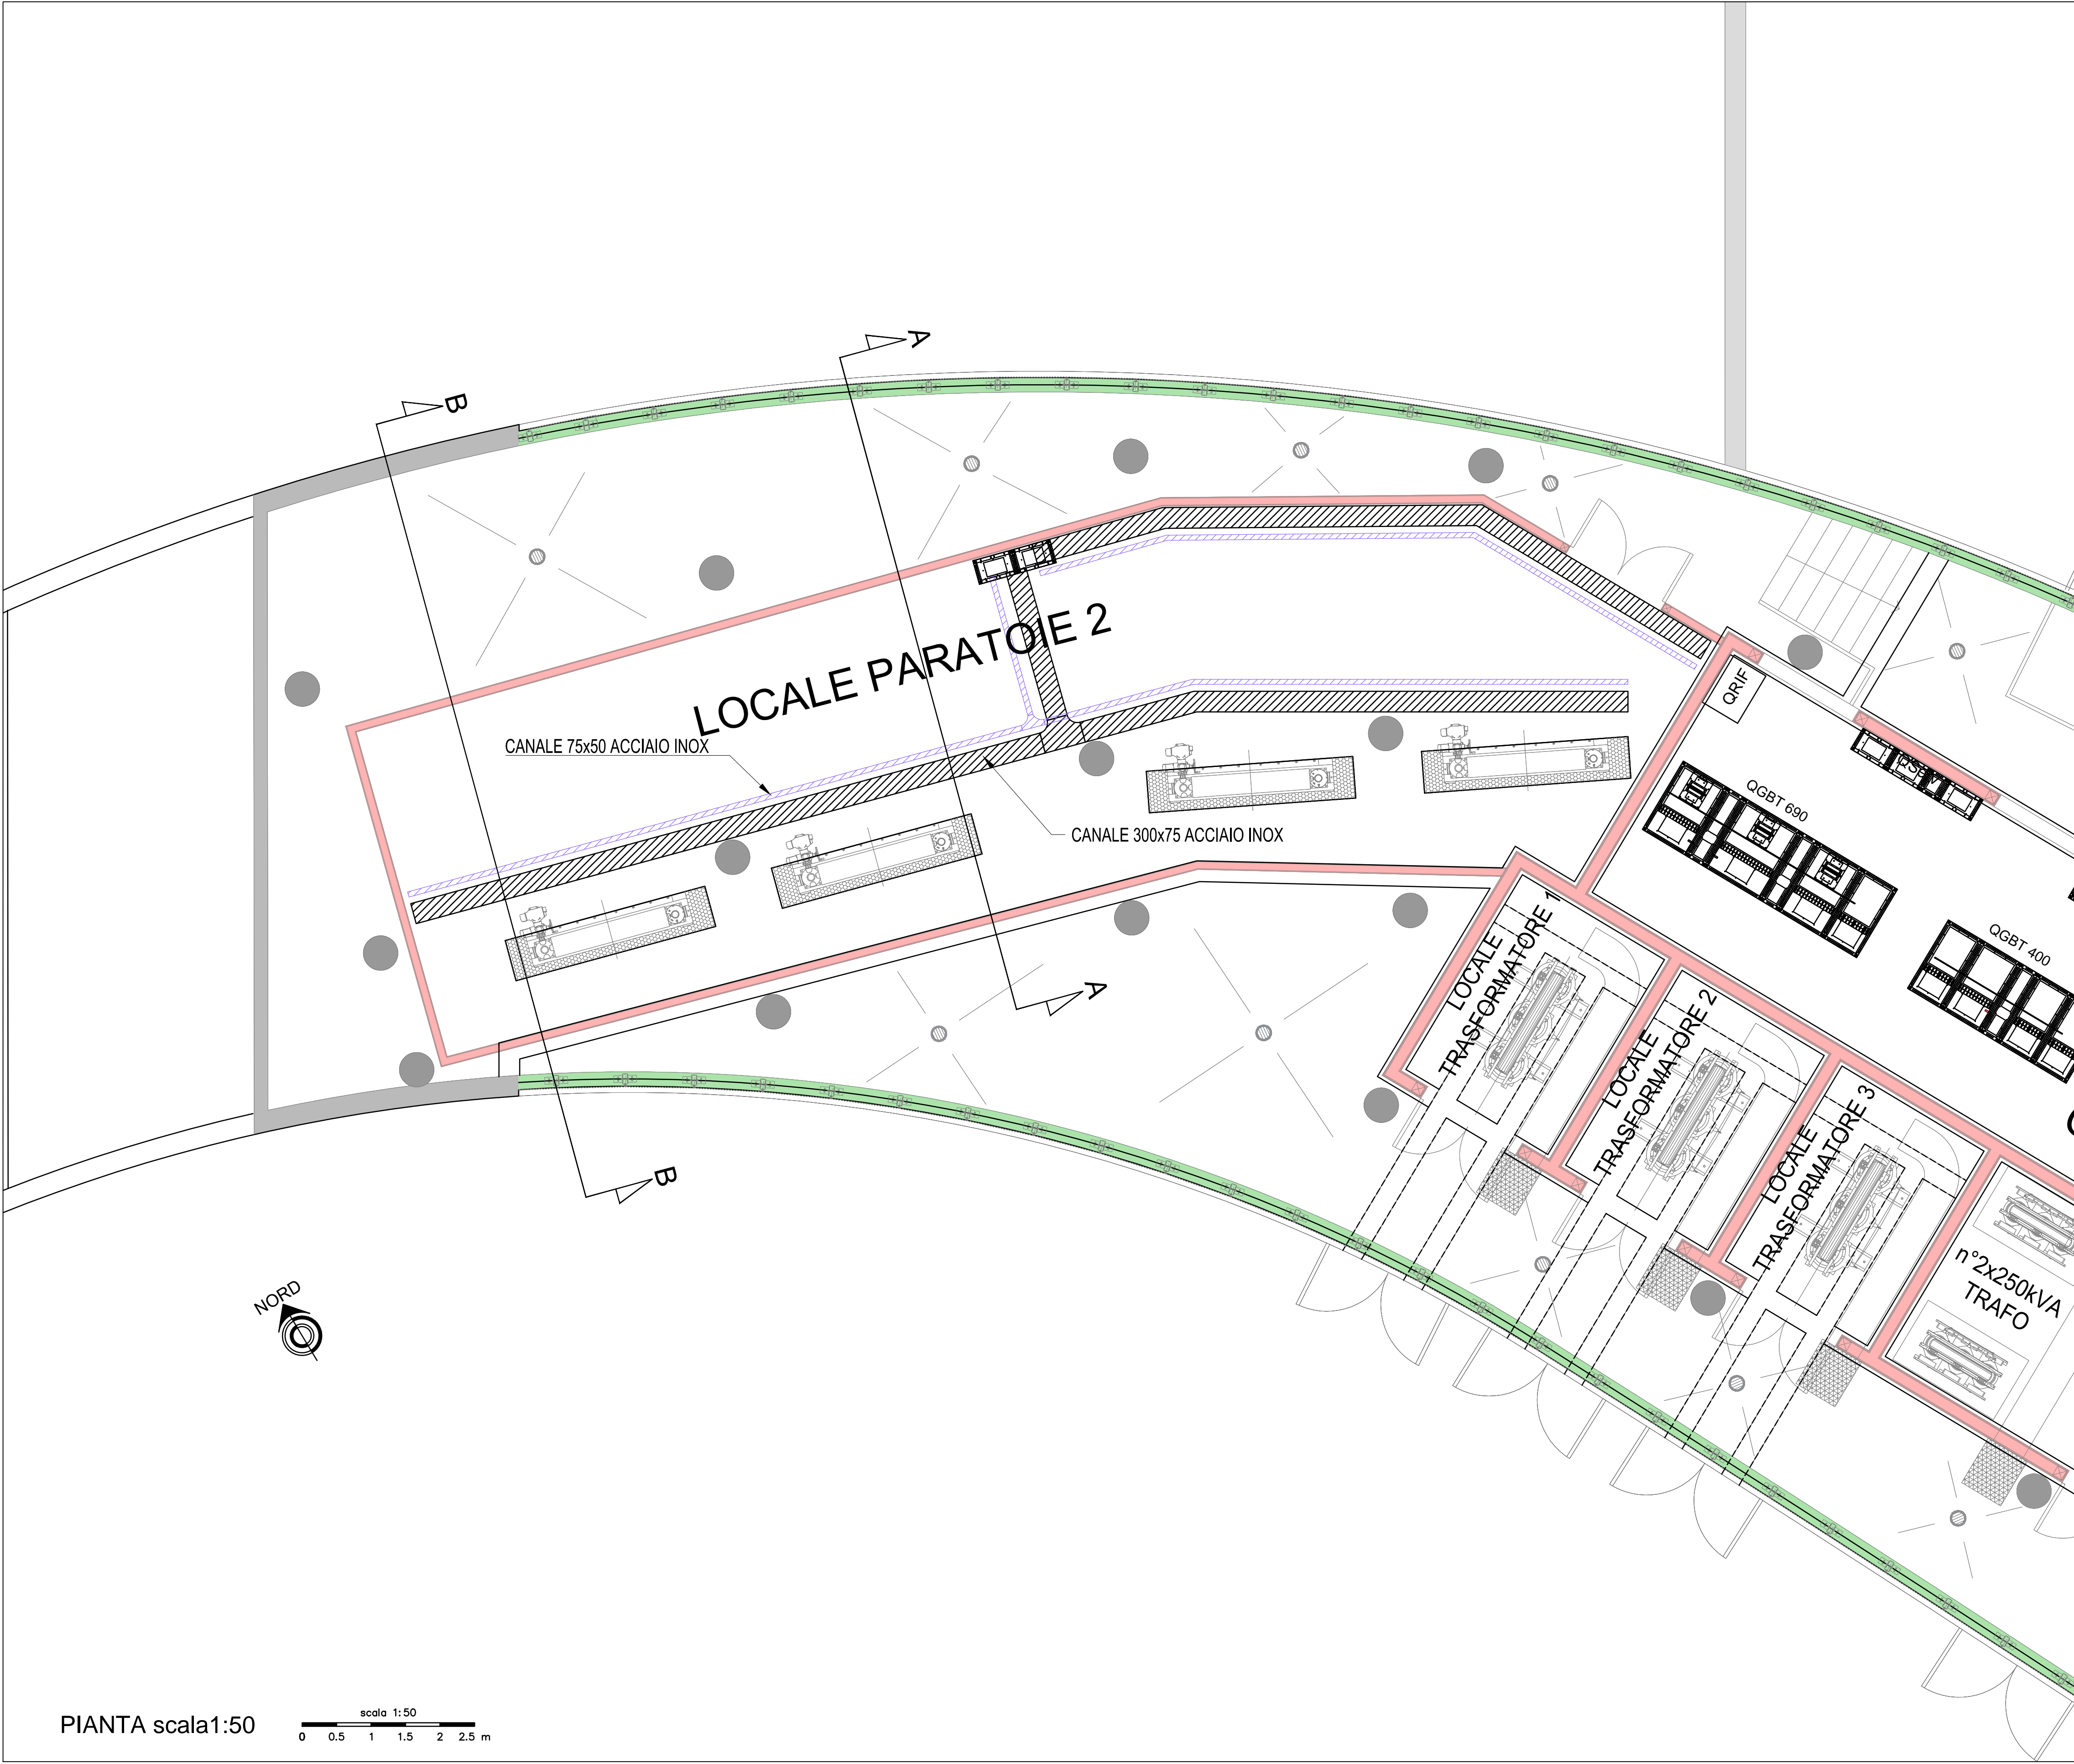 A
B
LOCALE PARATOIE 2
CANALE 75x50 ACCIAIO INOX
CANALE 300x75 ACCIAIO INOX
QRIF
QGBT 690
QGBT 400
A
B
LOCALE
TRASFORMATORE 1
LOCALE
TRASFORMATORE 2
LOCALE
TRASFORMATORE 3
n°2x250kVA
TRAFO
NORD
PIANTA scala1:50
scala 1:50
0 0.5 1 1.5 2 2.5 m